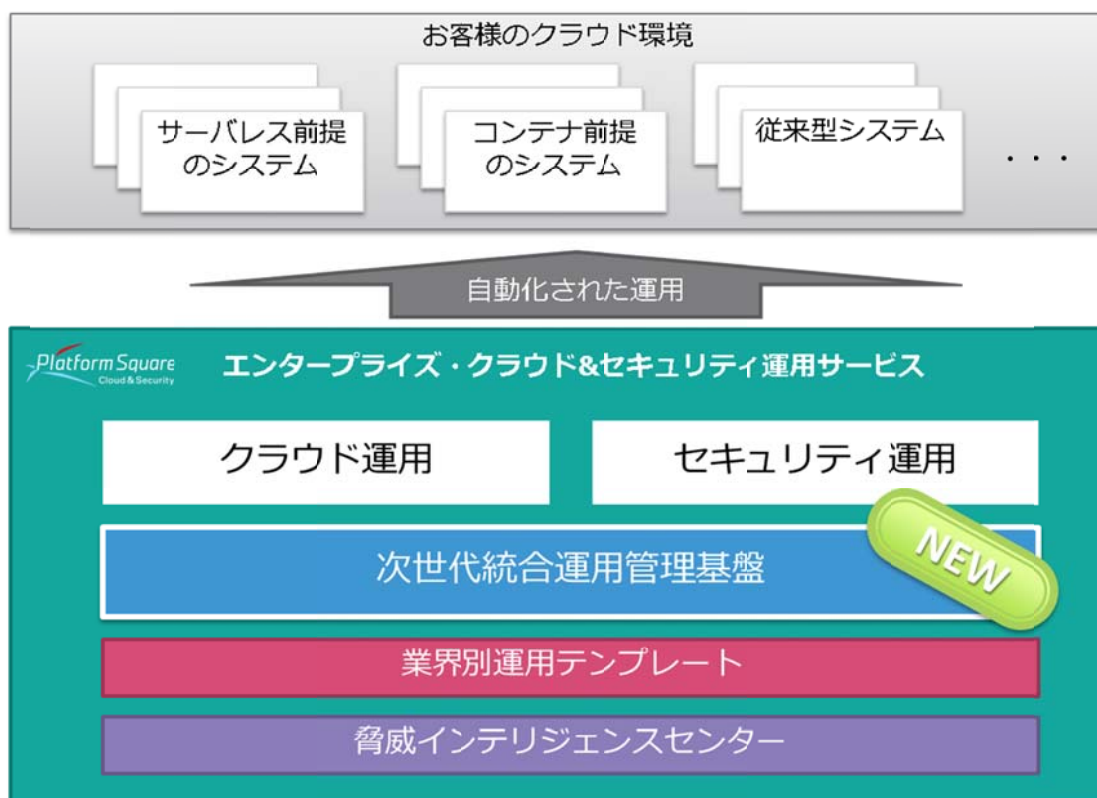 お客様のクラウド環境
サーバレス前提
のシステム
コンテナ前提
のシステム
従来型システム
・・・
自動化された運用
PlatformSquare
Cloud & Security
エンタープライズ・クラウド&セキュリティ運用サービス
クラウド運用
セキュリティ運用
NEW
次世代統合運用管理基盤
業界別運用テンプレート
脅威インテリジェンスセンター